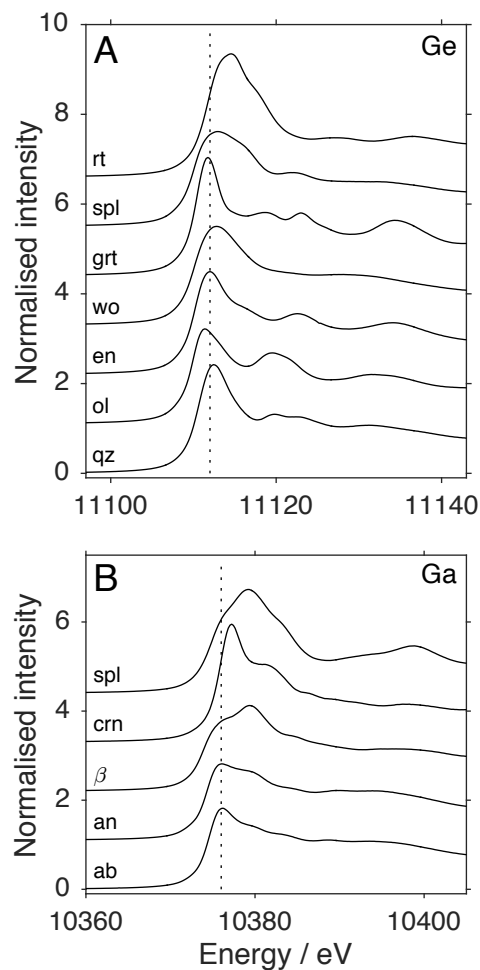 A
Ge
10
8
6
4
2
0
Normalised intensity
rt
spl
grt
wo
en
ol
qz
11100
11120
11140
B
Ga
6
4
2
0
Normalised intensity
spl
crn
β
an
ab
10360
10380
10400
Energy / eV